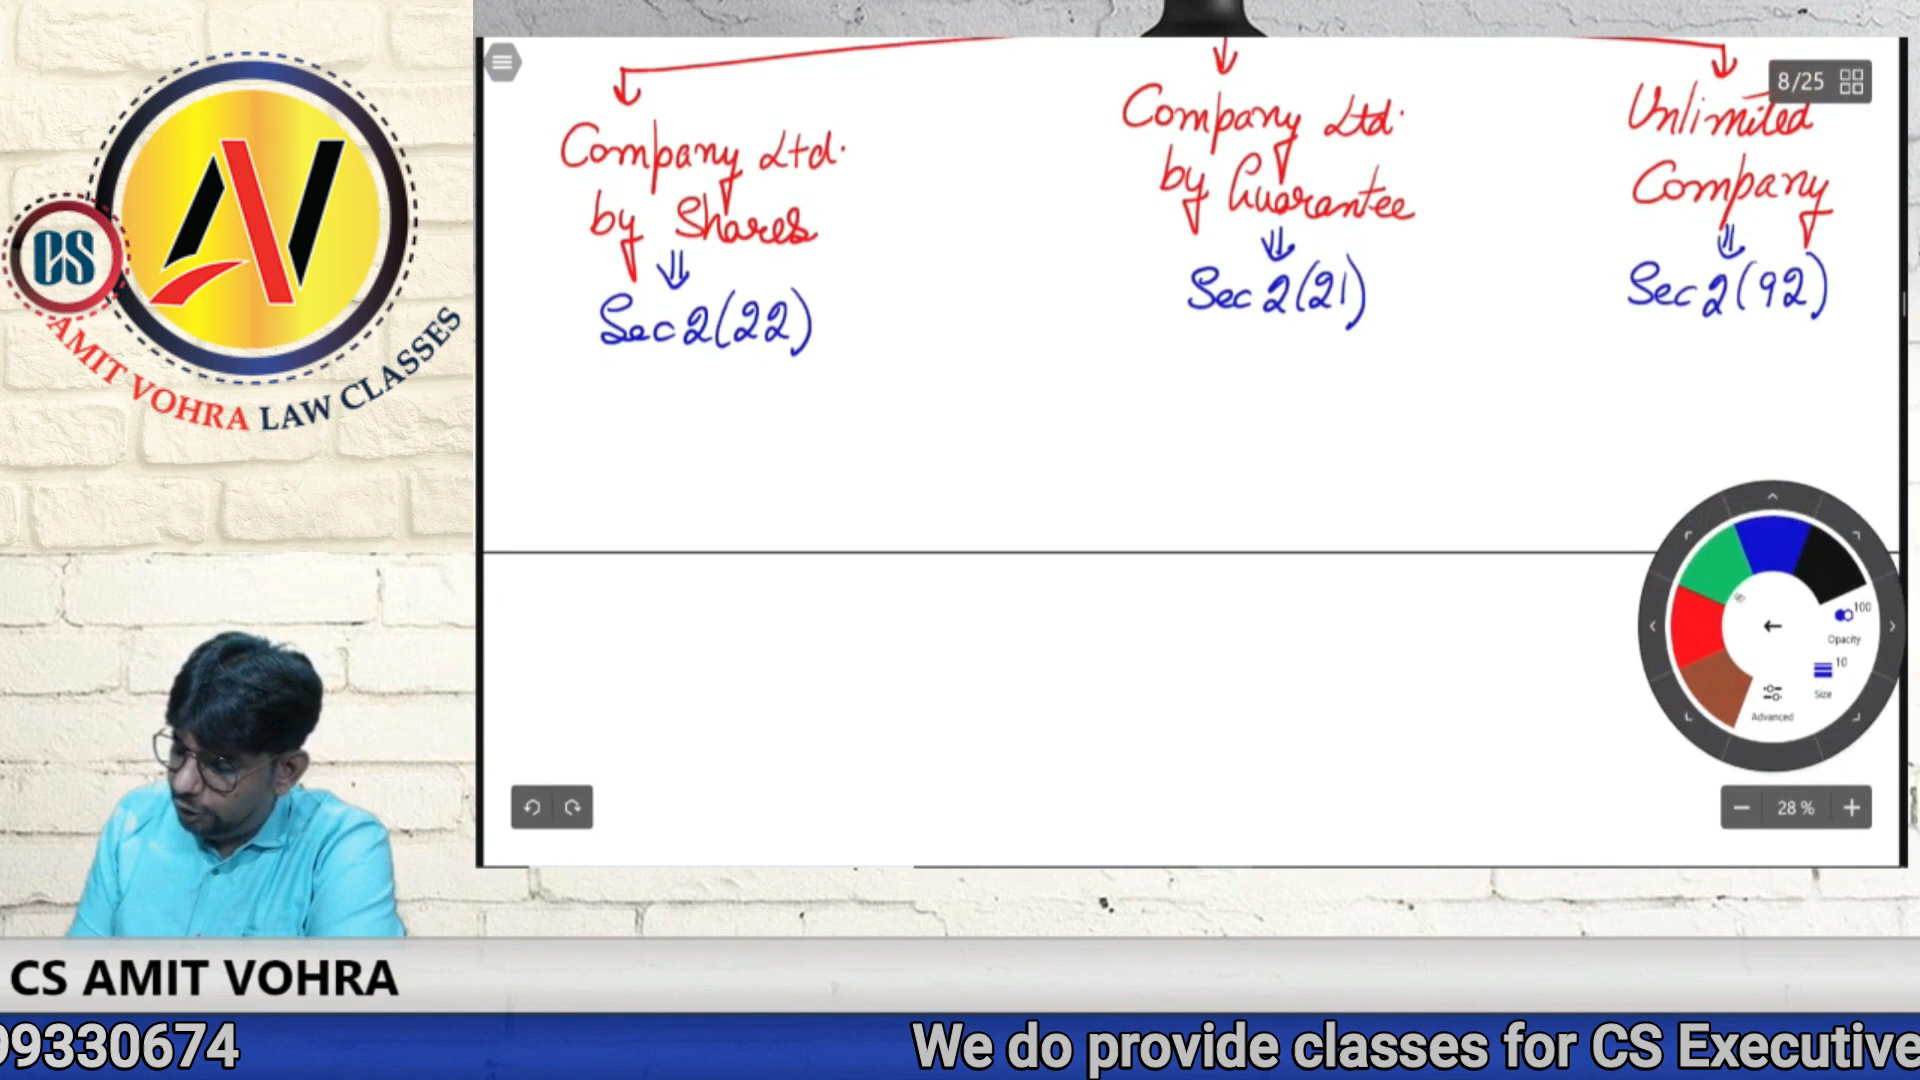 CS
AMIT VOHRA LAW CLASSES
Company Ltd.
by Shares
Sec 2(22)
Company Ltd.
by Guarantee
Sec 2(21)
Unlimited
Company
Sec 2(92)
8/25
100
Opacity
10
Size
Advanced
28 %
CS AMIT VOHRA
99330674
We do provide classes for CS Executive